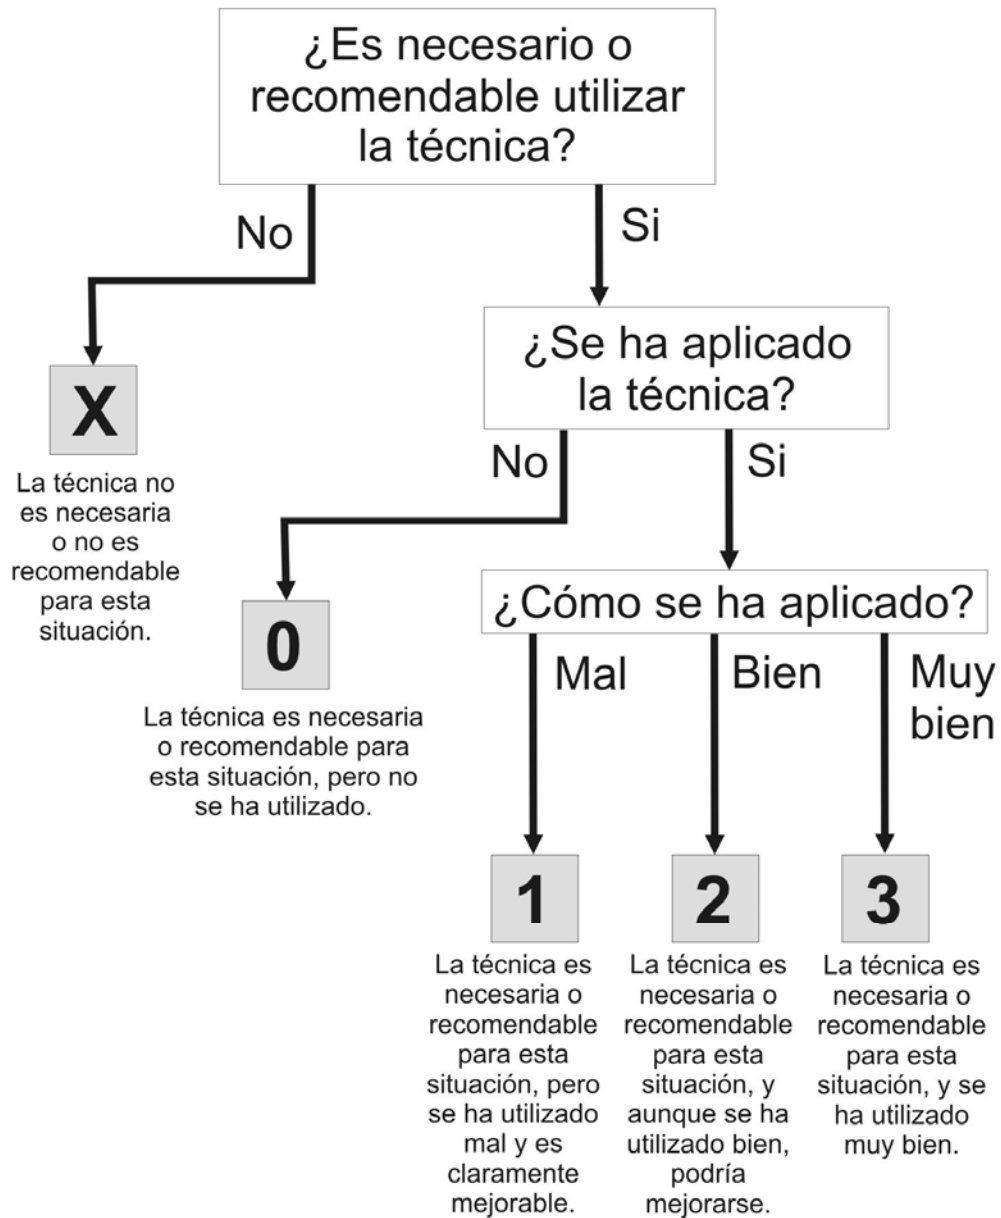 ¿Es necesario o
recomendable utilizar
la técnica?
No
Si
X
La técnica no
es necesaria
o no es
recomendable
para esta
situación.
¿Se ha aplicado
la técnica?
No
Si
0
La técnica es necesaria
o recomendable para
esta situación, pero no
se ha utilizado.
¿Cómo se ha aplicado?
Mal
Bien
Muy
bien
1
La técnica es
necesaria o
recomendable
para esta
situación, pero
se ha utilizado
mal y es
claramente
mejorable.
2
La técnica es
necesaria o
recomendable
para esta
situación, y
aunque se ha
utilizado bien,
podría
mejorarse.
3
La técnica es
necesaria o
recomendable
para esta
situación, y se
ha utilizado
muy bien.